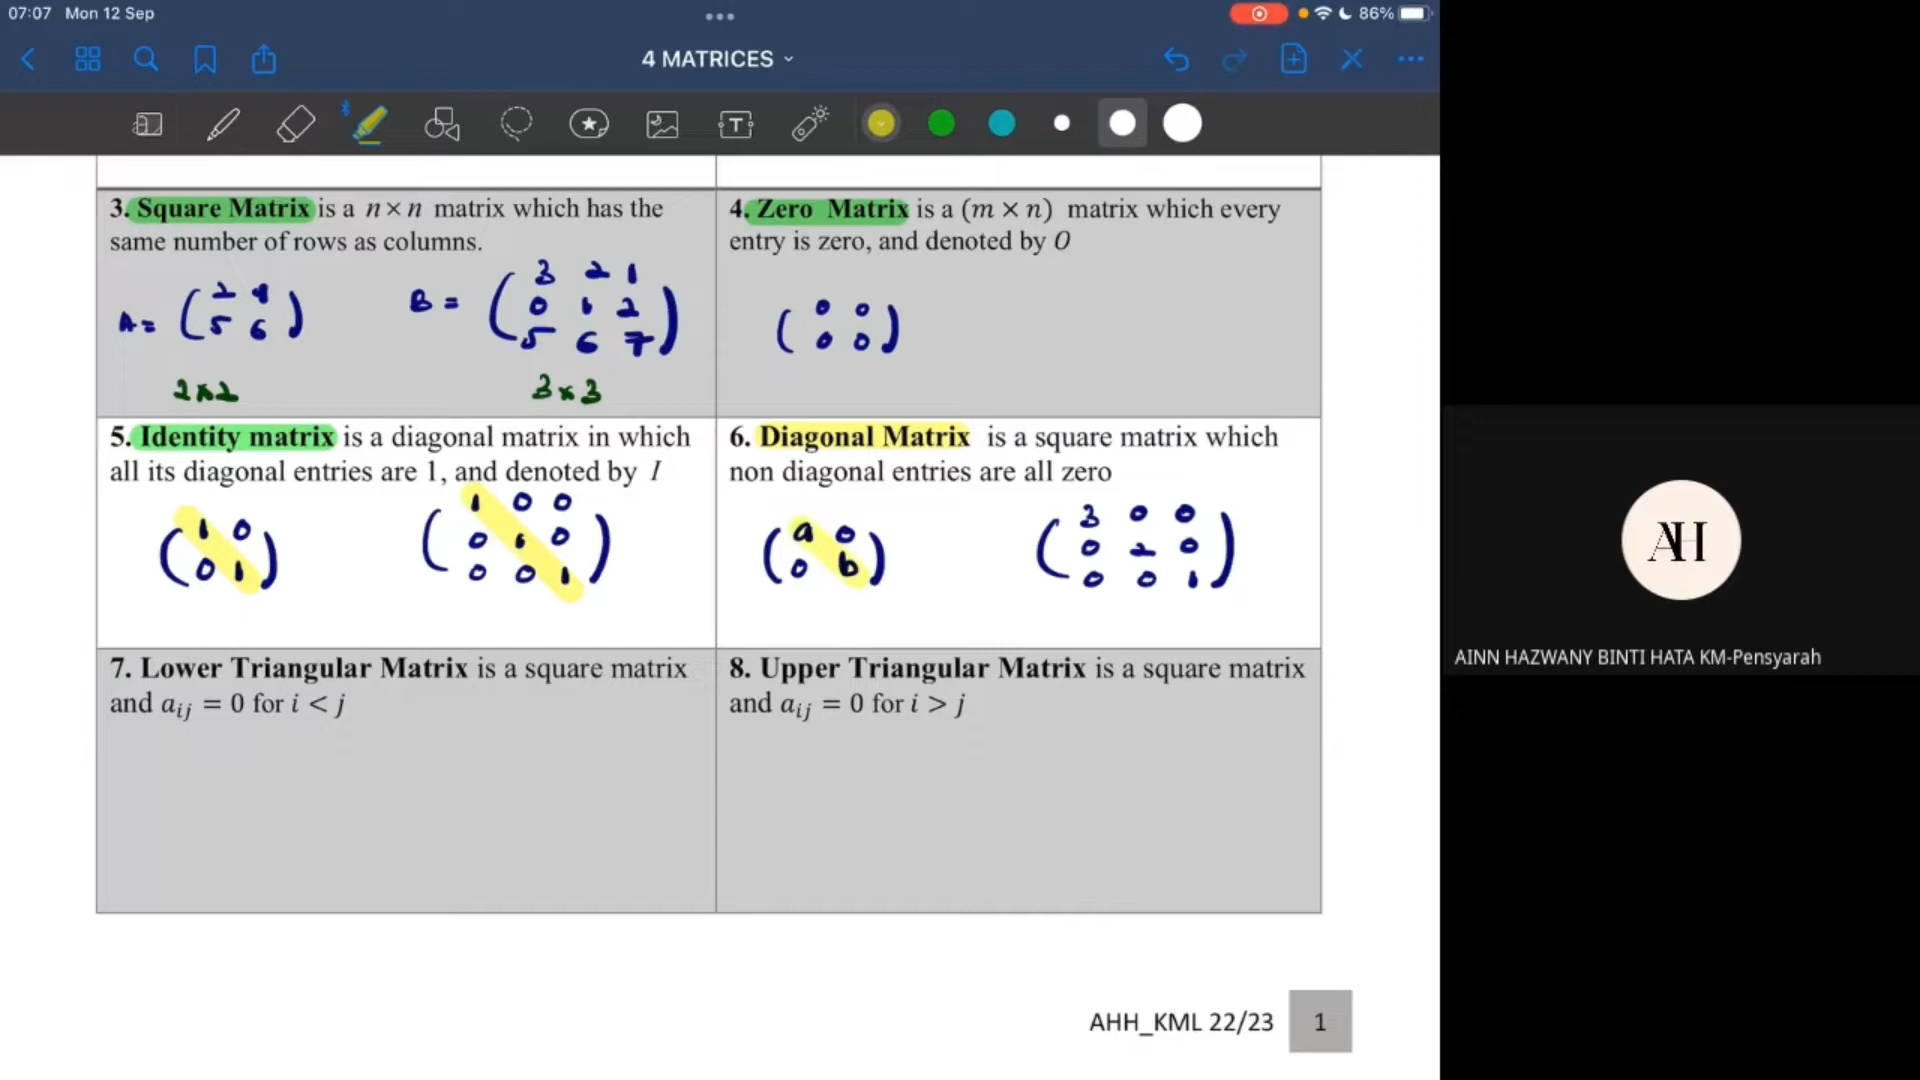 07:07 Mon 12 Sep
86%
4 MATRICES
3. Square Matrix is a n × n matrix which has the
same number of rows as columns.
A = ( 2 4
5 6 )
B = ( 3 2 1
0 1 2
5 6 7 )
2×2
3×3
4. Zero Matrix is a (m × n) matrix which every
entry is zero, and denoted by O
( 0 0
0 0 )
5. Identity matrix is a diagonal matrix in which
all its diagonal entries are 1, and denoted by I
( 1 0
0 1 )
( 1 0 0
0 1 0
0 0 1 )
6. Diagonal Matrix is a square matrix which
non diagonal entries are all zero
( a 0
0 b )
( 3 0 0
0 2 0
0 0 1 )
7. Lower Triangular Matrix is a square matrix
and aᵢⱼ = 0 for i < j
8. Upper Triangular Matrix is a square matrix
and aᵢⱼ = 0 for i > j
AHH_KML 22/23 1
AH
AINN HAZWANY BINTI HATA KM-Pensyarah